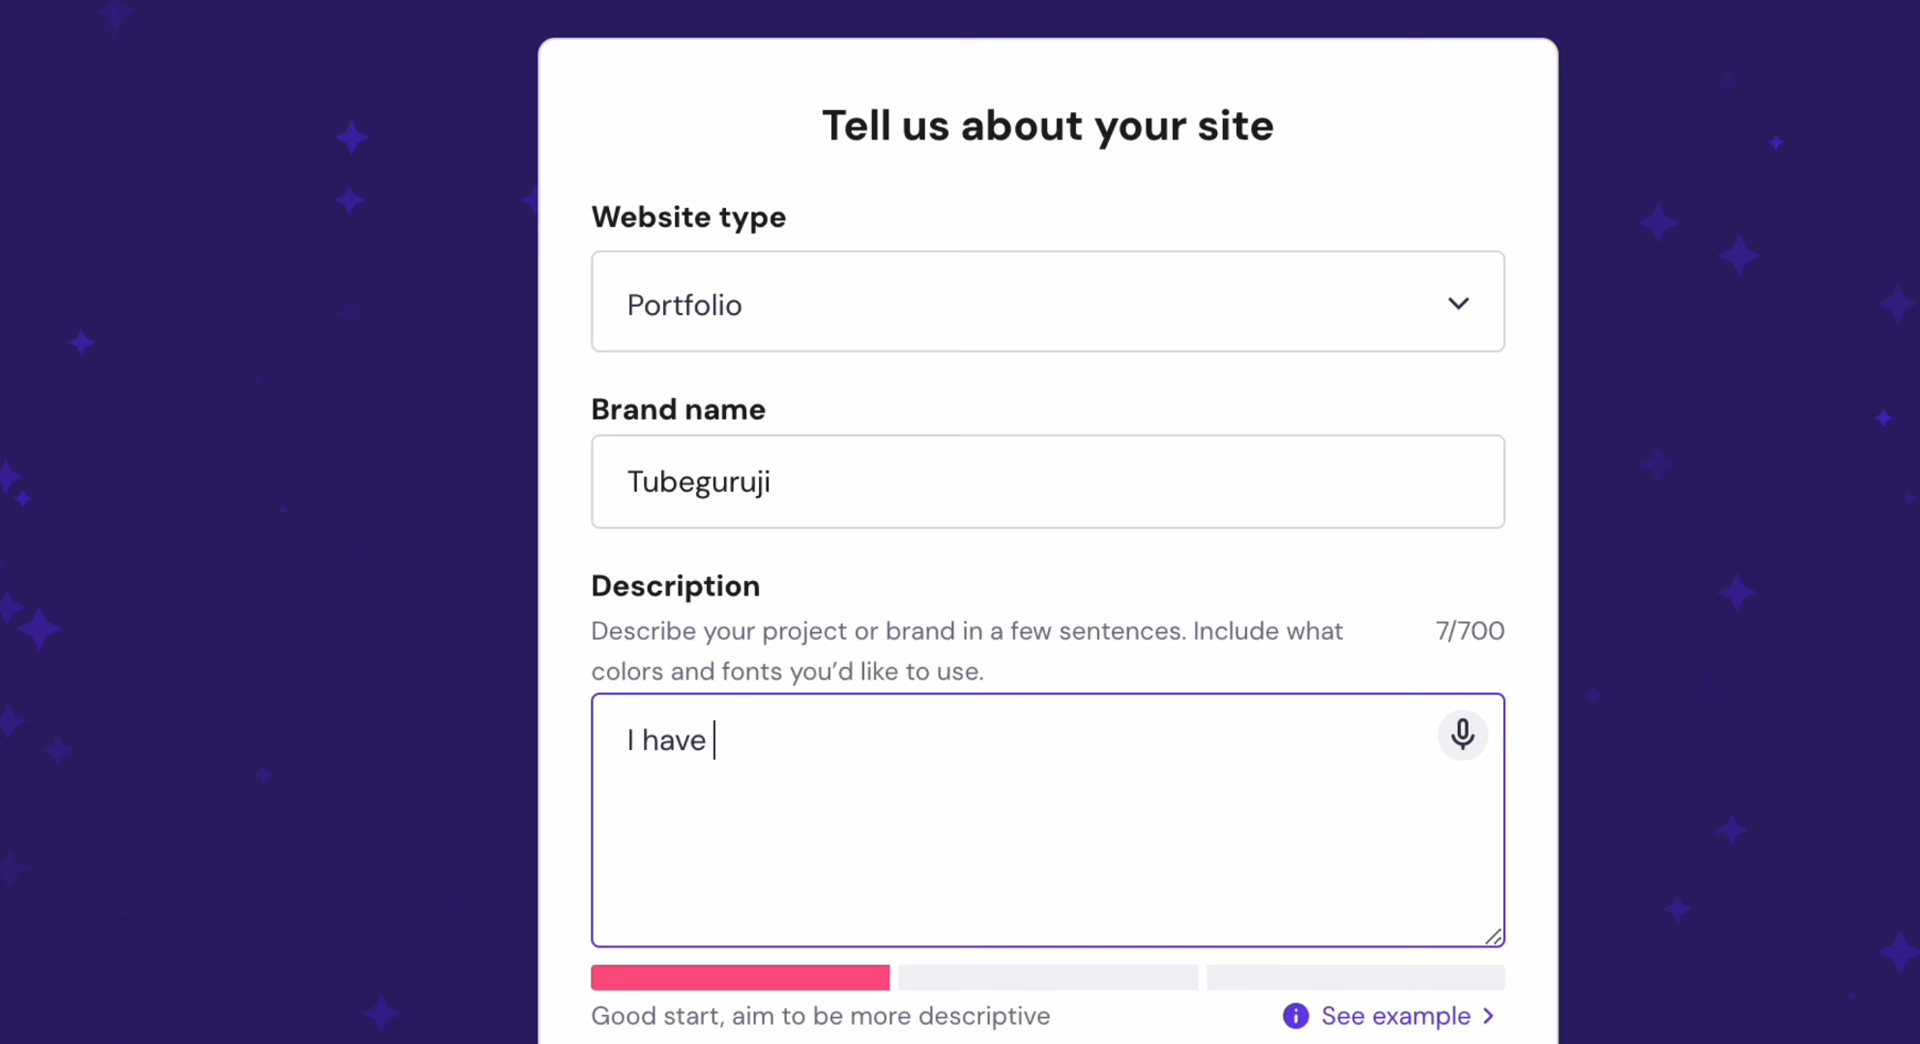 Tell us about your site
Website type
Portfolio
Brand name
Tubeguruji
Description
Describe your project or brand in a few sentences. Include what
colors and fonts you’d like to use.
7/700
I have
Good start, aim to be more descriptive
See example